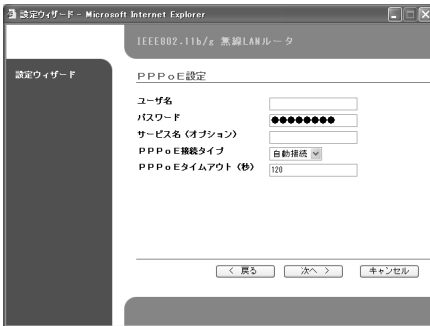 設定ウィザード - Microsoft Internet Explorer
IEEE802.11b/g 無線LANルータ
設定ウィザード
PPPoE設定
ユーザ名
パスワード ●●●●●●●●
サービス名（オプション）
PPPoE接続タイプ 自動接続
PPPoEタイムアウト（秒） 120
< 戻る 次へ > キャンセル